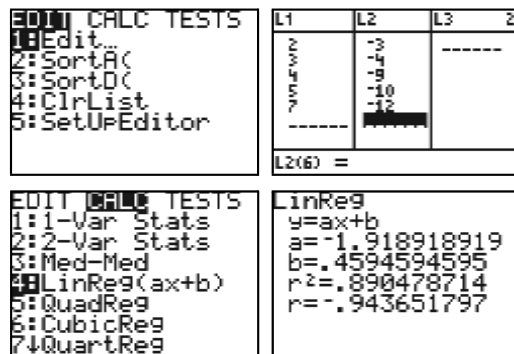 EDIT CALC TESTS
1:Edit…
2:SortA(
3:SortD(
4:ClrList
5:SetUpEditor
L1 L2 L3 2
2 -3 ------
3 -4
4 -9
5 -10
7 -12
------
L2(6) =
EDIT CALC TESTS
1:1-Var Stats
2:2-Var Stats
3:Med-Med
4:LinReg(ax+b)
5:QuadReg
6:CubicReg
7↓QuartReg
LinReg
y=ax+b
a=-1.918918919
b=.4594594595
r²=.890478714
r=-.943651797